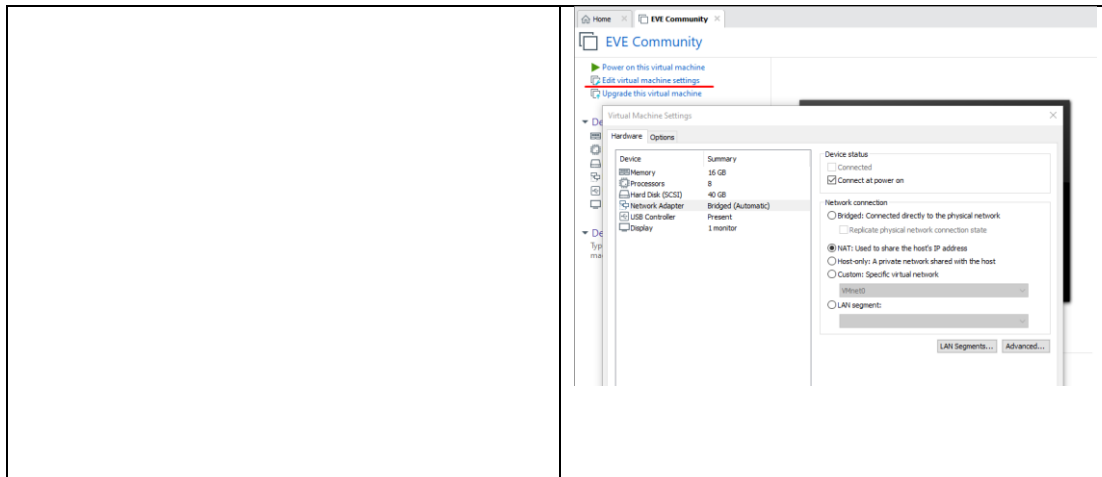 Home × EVE Community ×
EVE Community
Power on this virtual machine
Edit virtual machine settings
Upgrade this virtual machine
Virtual Machine Settings ×
De
Hardware Options
Device Summary
Memory 16 GB
Processors 8
Hard Disk (SCSI) 40 GB
Network Adapter Bridged (Automatic)
USB Controller Present
Display 1 monitor
Device status
Connected
Connect at power on
Network connection
Bridged: Connected directly to the physical network
Replicate physical network connection state
NAT: Used to share the host's IP address
Host-only: A private network shared with the host
Custom: Specific virtual network
VMnet0
LAN segment:
LAN Segments... Advanced...
De
Typ
ma